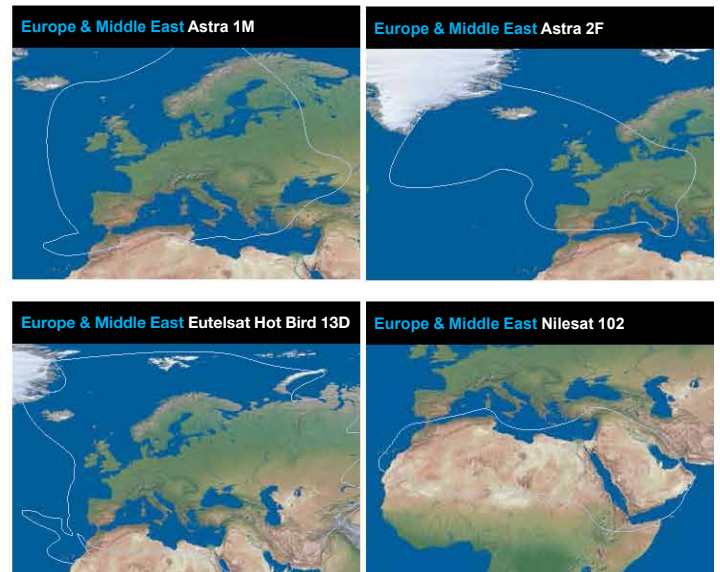 Europe & Middle East Astra 1M
Europe & Middle East Astra 2F
Europe & Middle East Eutelsat Hot Bird 13D
Europe & Middle East Nilesat 102